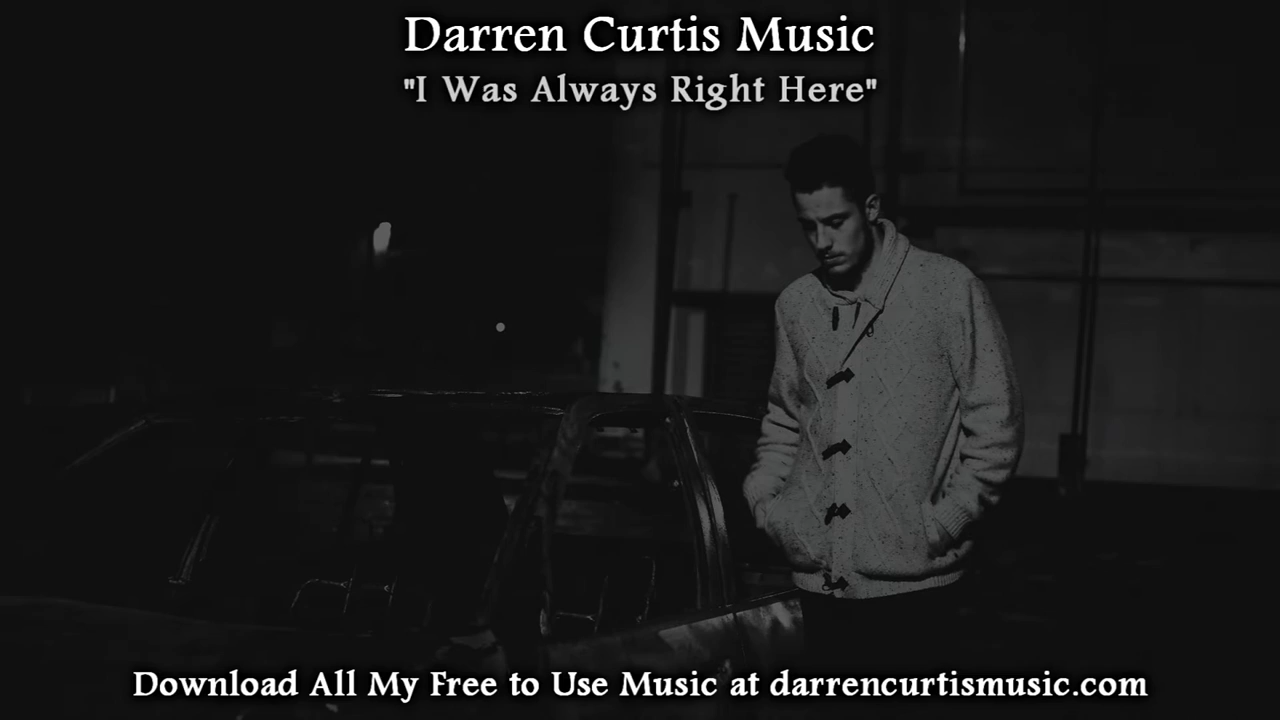 Darren Curtis Music
"I Was Always Right Here"
Download All My Free to Use Music at darrencurtismusic.com